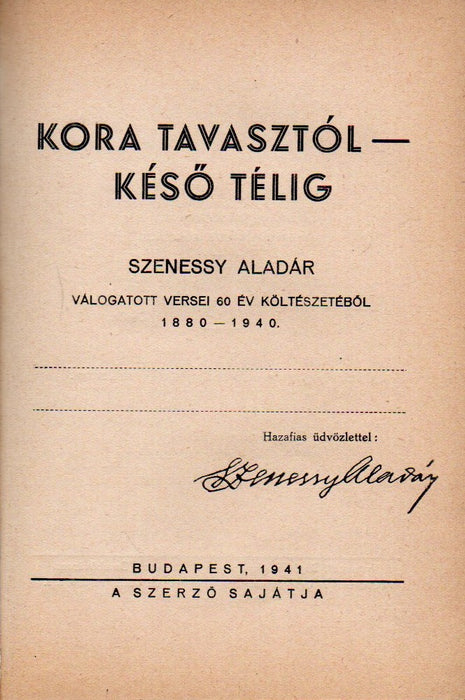 KORA TAVASZTÓL —
KÉSŐ TÉLIG
SZENESSY ALADÁR
VÁLOGATOTT VERSEI 60 ÉV KÖLTÉSZETÉBŐL
1880 — 1940.
Hazafias üdvözlettel :
Szenessy Aladár
BUDAPEST, 1941
A SZERZŐ SAJÁTJA